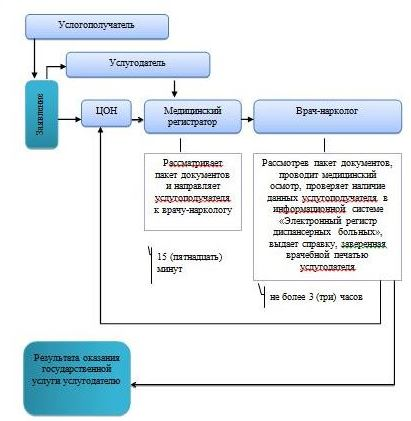 Услогополучатель
Услугодатель
Заявление
ЦОН
Медицинский
регистратор
Врач-нарколог
Рассматривает
пакет документов
и направляет
услугополучателя
к врачу-наркологу
Рассмотрев пакет документов,
проводит медицинский
осмотр, проверяет наличие
данных услугополучателя в
информационной системе
«Электронный регистр
диспансерных больных»,
выдает справку, заверенная
врачебной печатью
услугодателя
15 (пятнадцать)
минут
не более 3 (три) часов
Результата оказания
государственной
услуги услугодателю